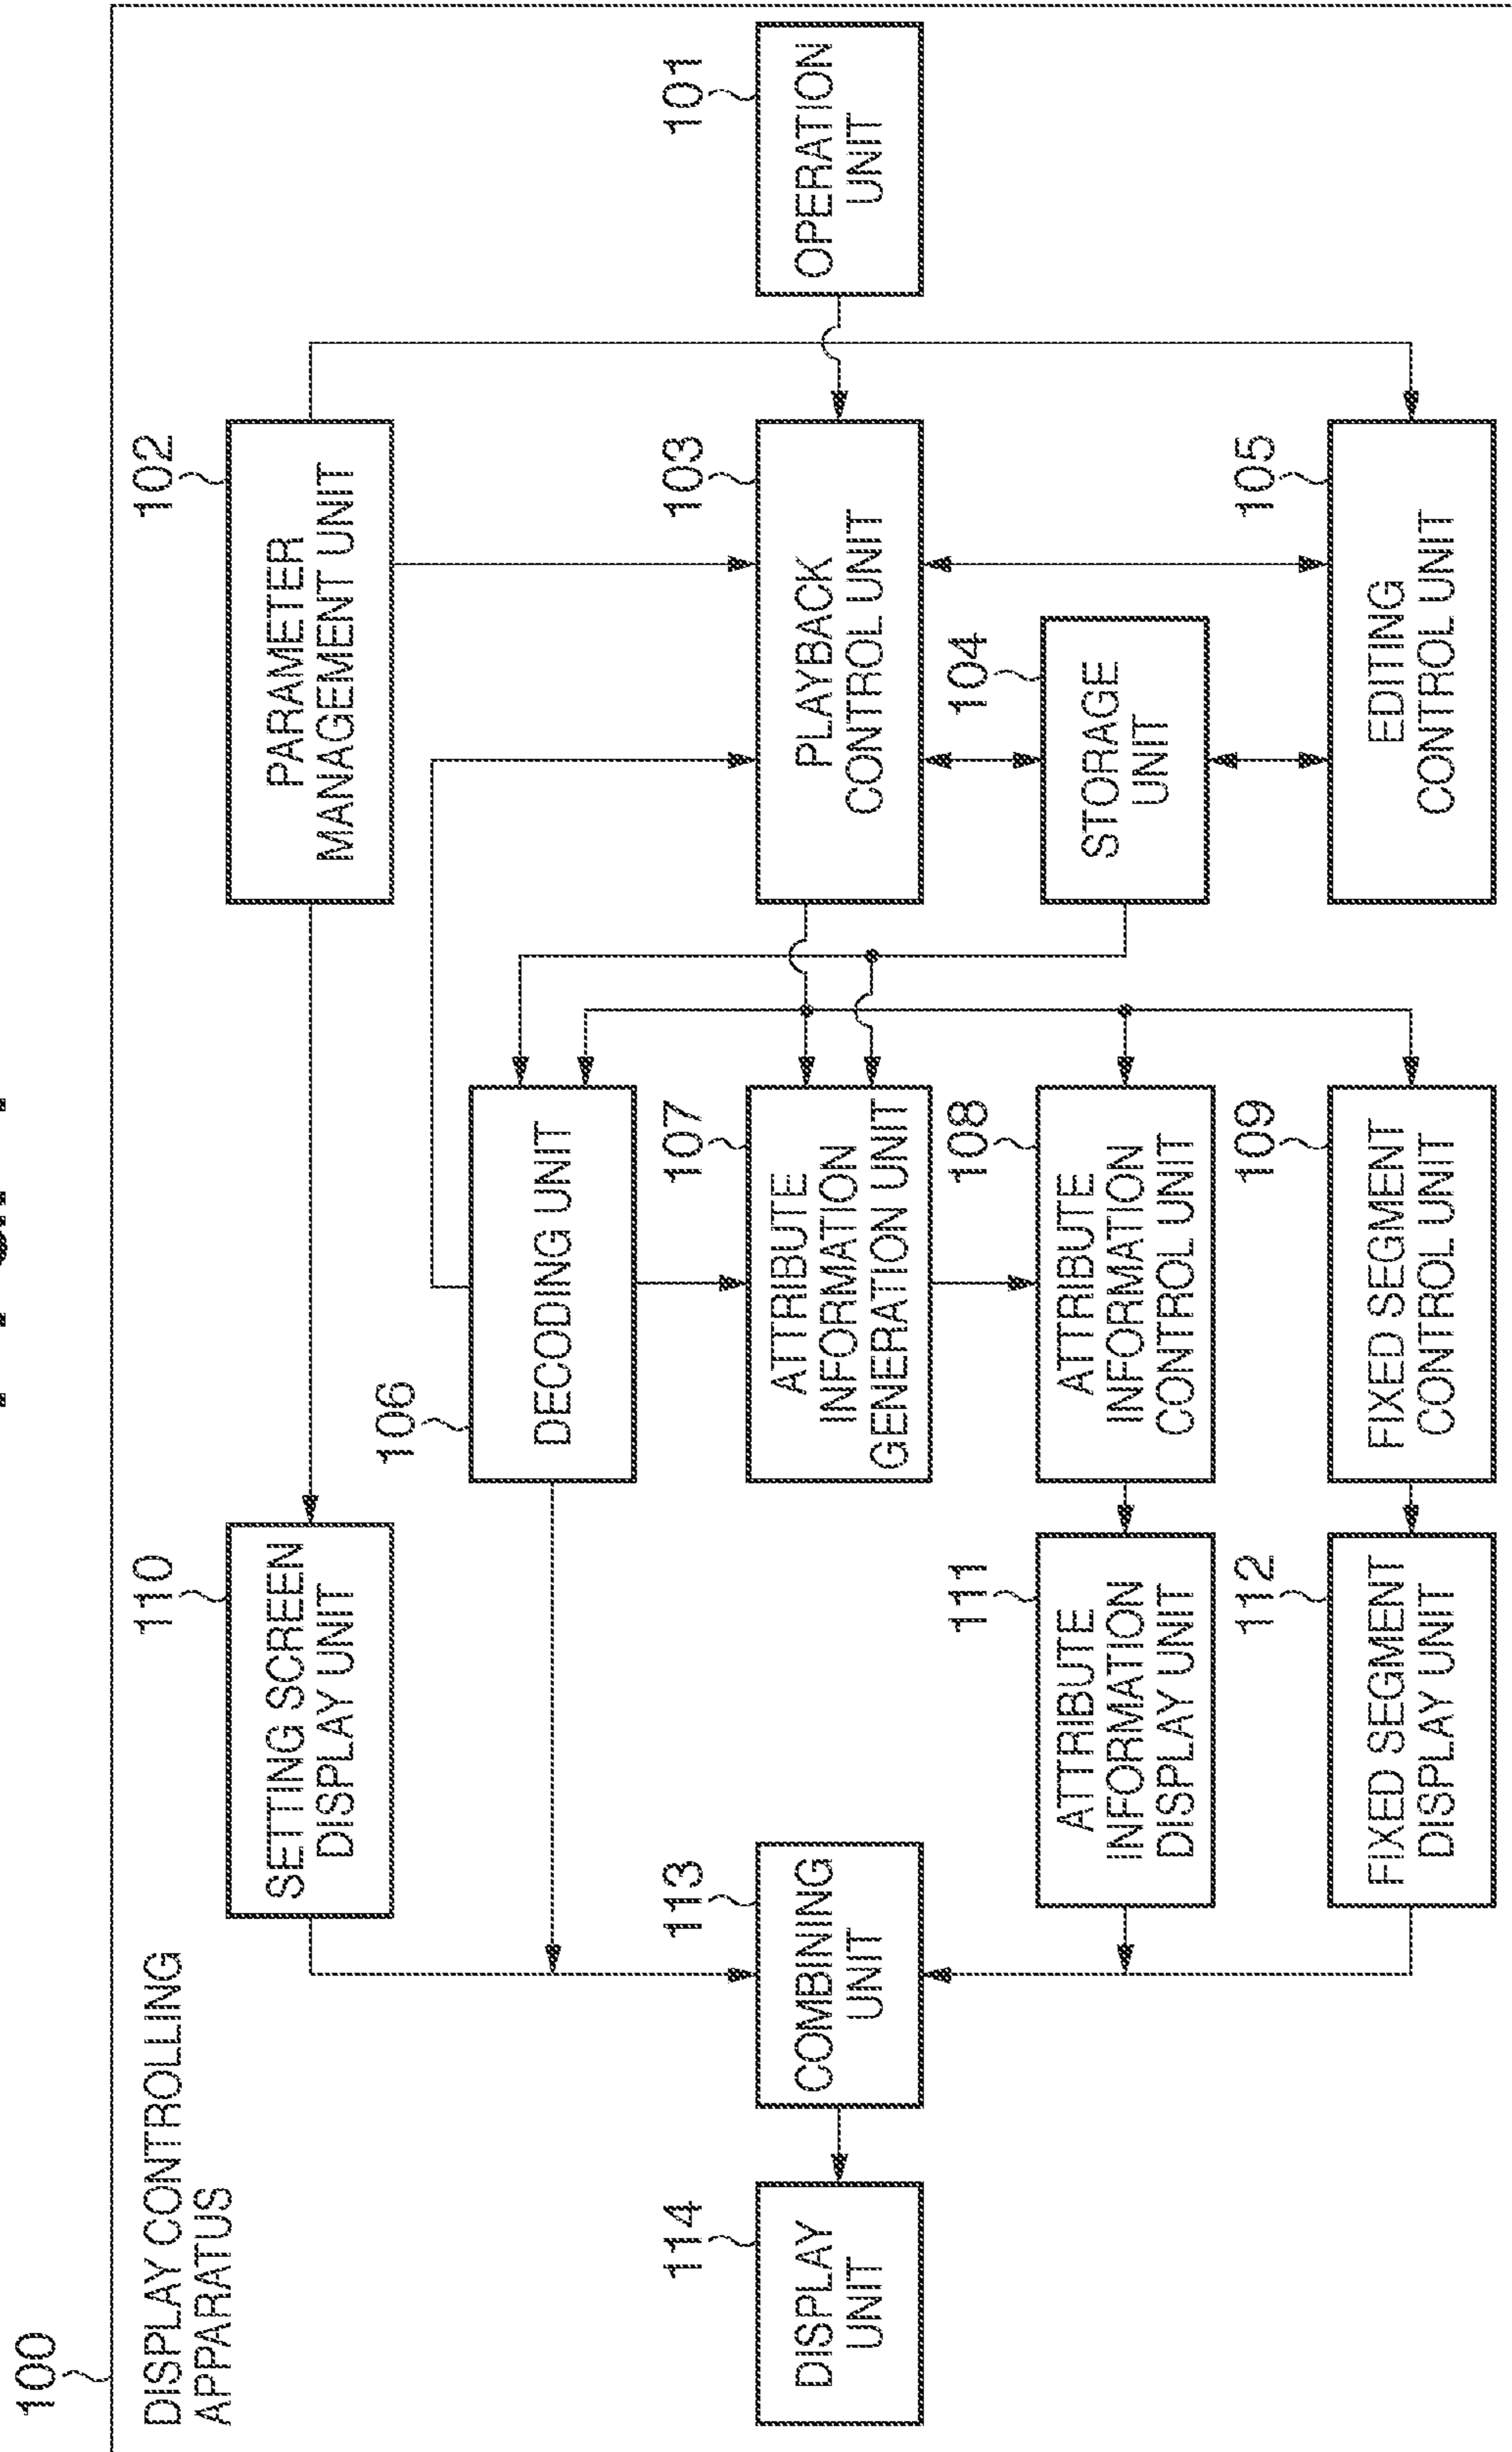 100
DISPLAY CONTROLLING
APPARATUS
110
SETTING SCREEN
DISPLAY UNIT
102
PARAMETER
MANAGEMENT UNIT
106
DECODING UNIT
114
DISPLAY
UNIT
113
COMBINING
UNIT
107
ATTRIBUTE
INFORMATION
GENERATION UNIT
103
PLAYBACK
CONTROL UNIT
101
OPERATION
UNIT
111
ATTRIBUTE
INFORMATION
DISPLAY UNIT
108
ATTRIBUTE
INFORMATION
CONTROL UNIT
104
STORAGE
UNIT
112
FIXED SEGMENT
DISPLAY UNIT
109
FIXED SEGMENT
CONTROL UNIT
105
EDITING
CONTROL UNIT